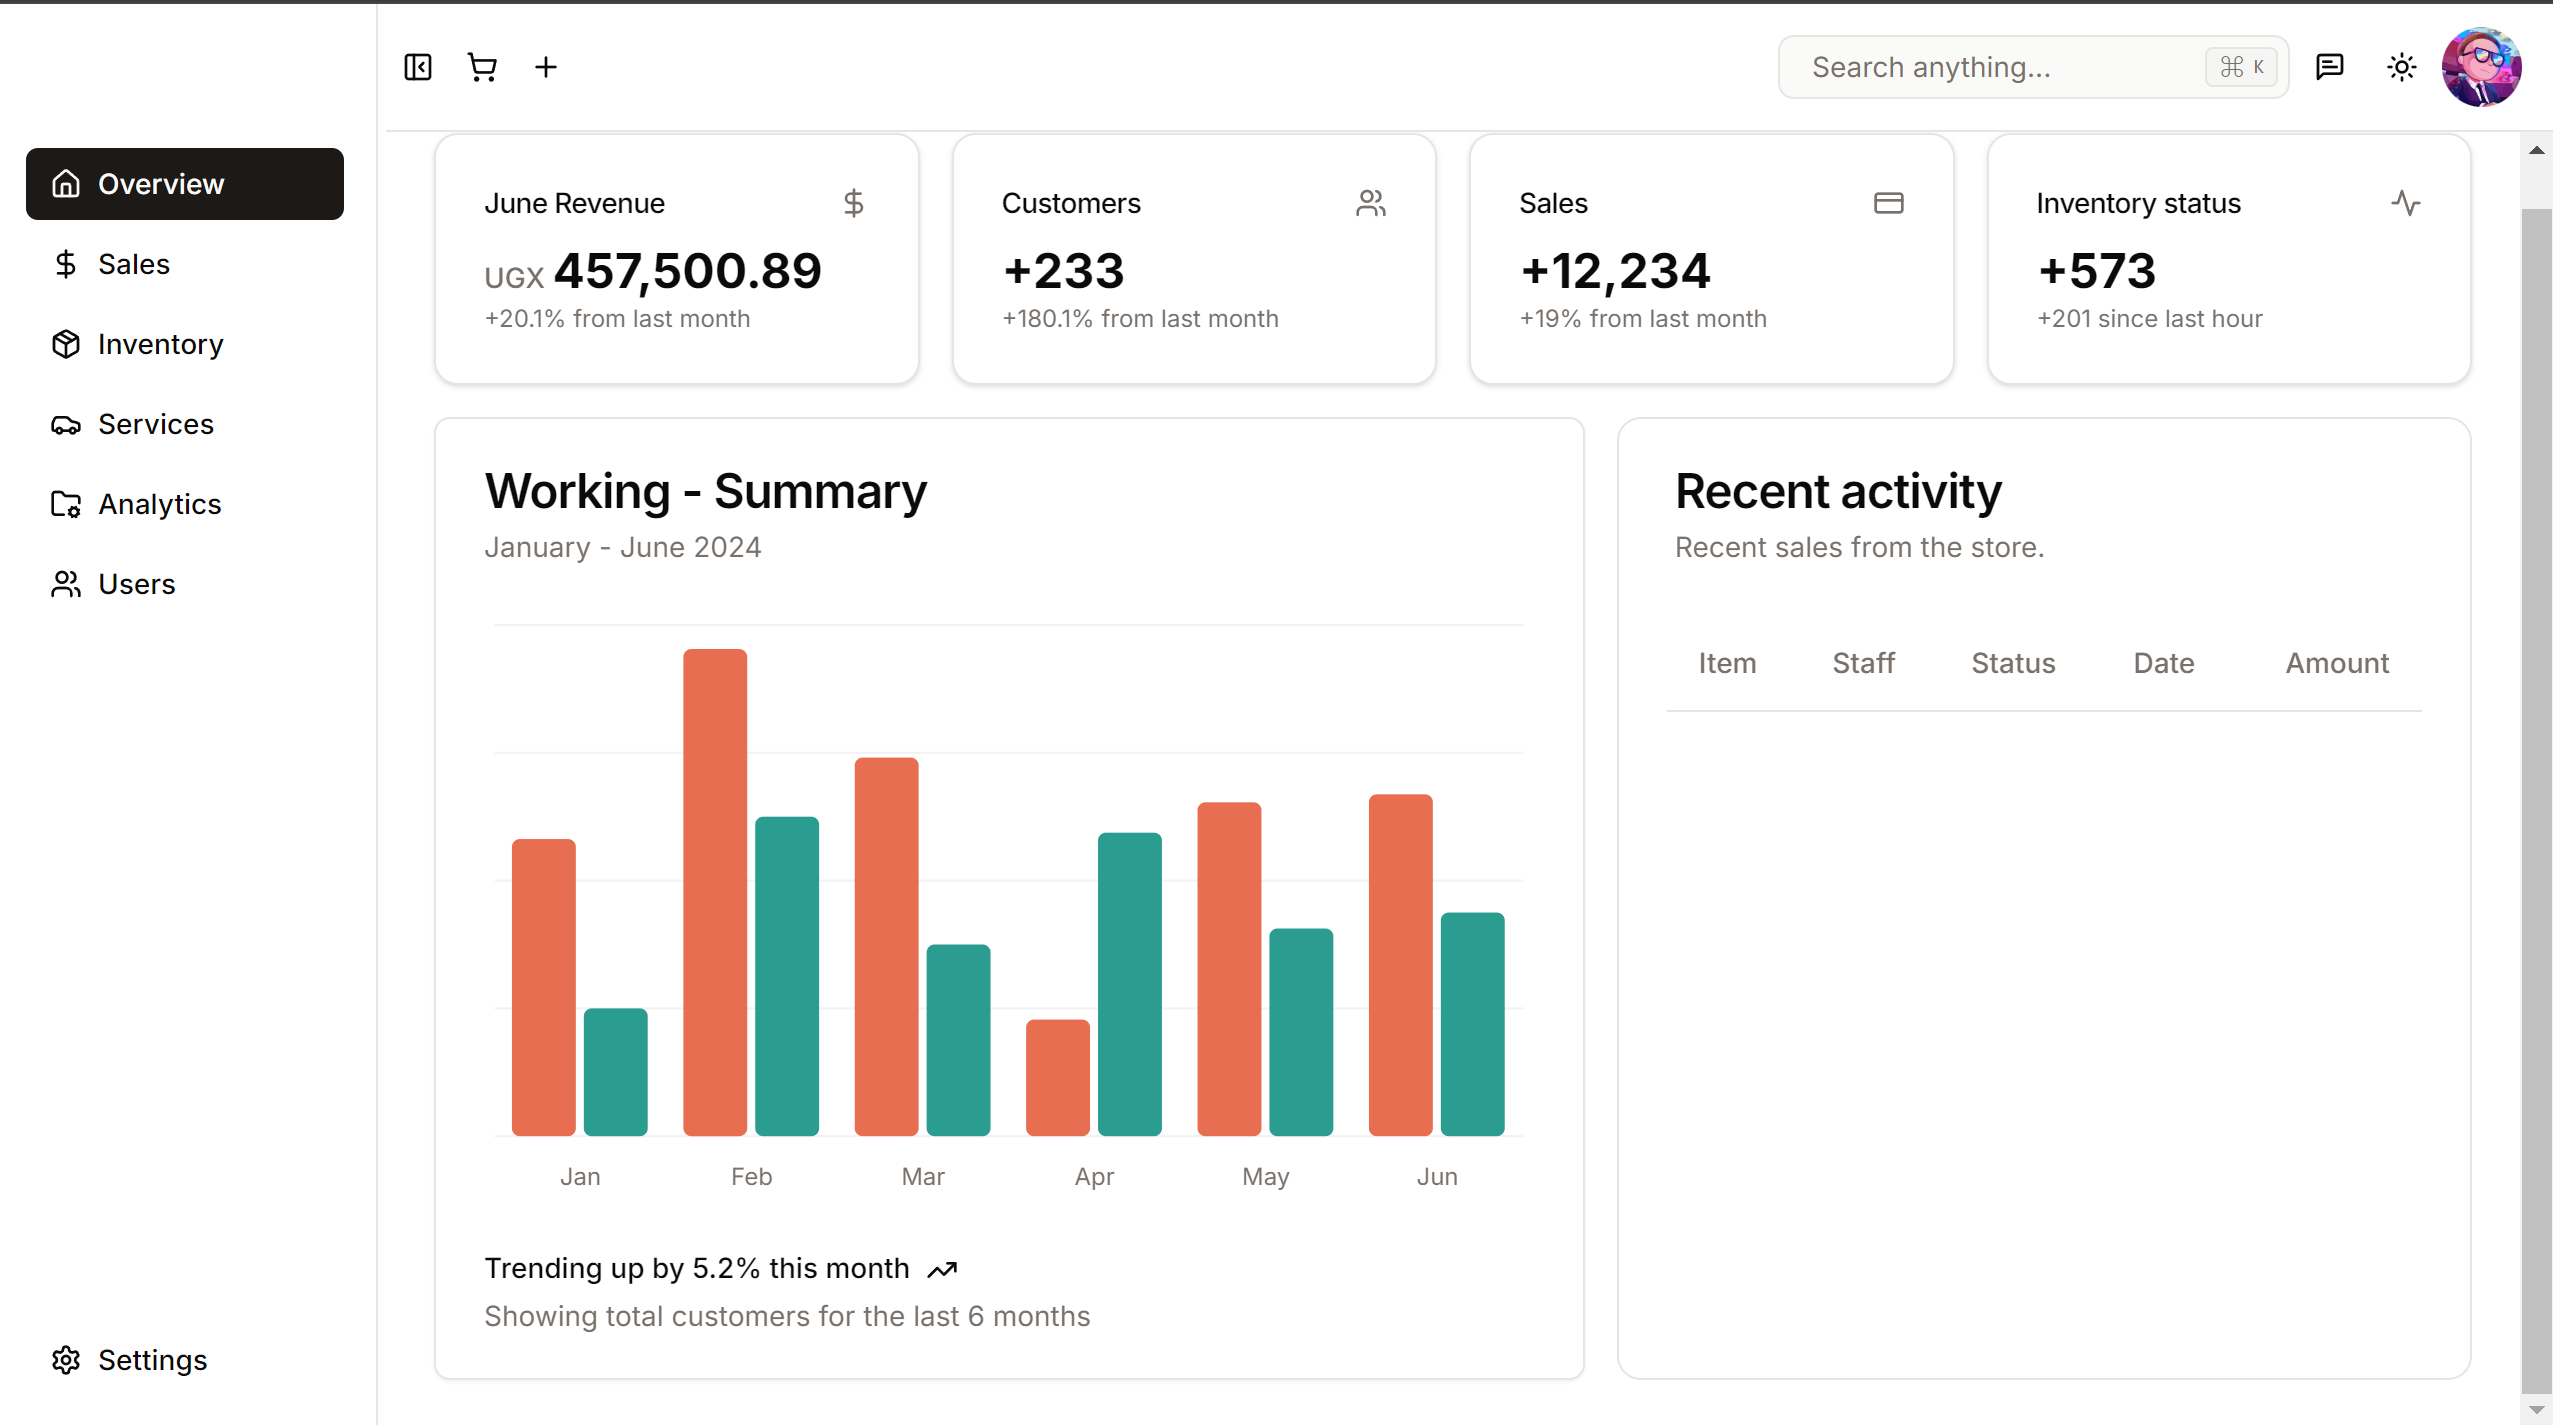 Search anything...
⌘ K
Overview
Sales
Inventory
Services
Analytics
Users
Settings
June Revenue
UGX 457,500.89
+20.1% from last month
Customers
+233
+180.1% from last month
Sales
+12,234
+19% from last month
Inventory status
+573
+201 since last hour
Working - Summary
January - June 2024
Jan Feb Mar Apr May Jun
Trending up by 5.2% this month
Showing total customers for the last 6 months
Recent activity
Recent sales from the store.
Item Staff Status Date Amount